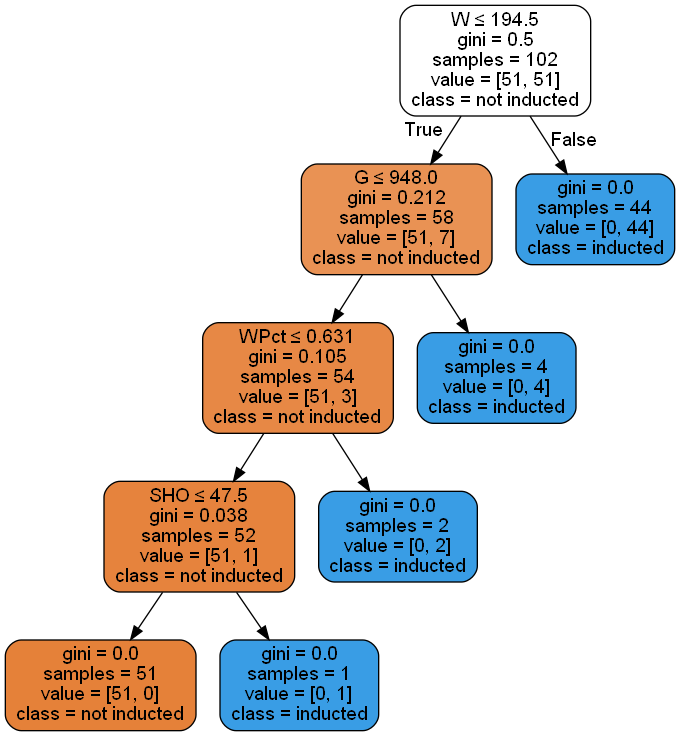 W ≤ 194.5
gini = 0.5
samples = 102
value = [51, 51]
class = not inducted
True
False
G ≤ 948.0
gini = 0.212
samples = 58
value = [51, 7]
class = not inducted
gini = 0.0
samples = 44
value = [0, 44]
class = inducted
WPct ≤ 0.631
gini = 0.105
samples = 54
value = [51, 3]
class = not inducted
gini = 0.0
samples = 4
value = [0, 4]
class = inducted
SHO ≤ 47.5
gini = 0.038
samples = 52
value = [51, 1]
class = not inducted
gini = 0.0
samples = 2
value = [0, 2]
class = inducted
gini = 0.0
samples = 51
value = [51, 0]
class = not inducted
gini = 0.0
samples = 1
value = [0, 1]
class = inducted